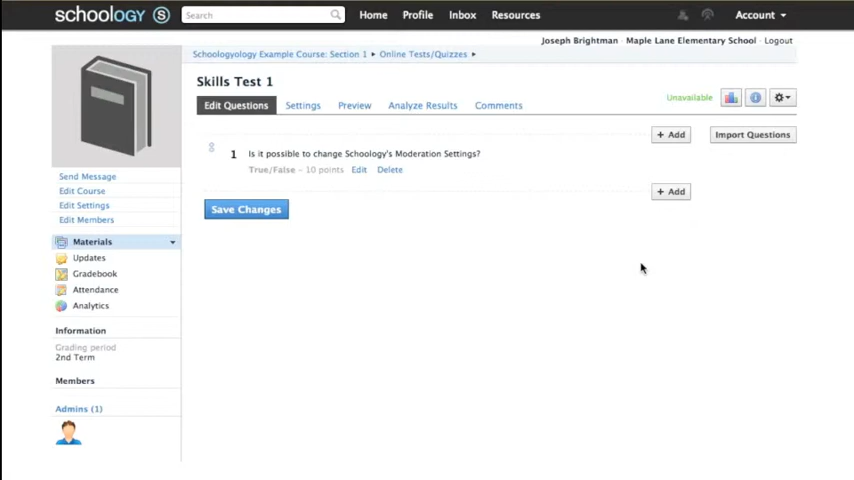 schoology S Search Home Profile Inbox Resources Account
Joseph Brightman · Maple Lane Elementary School · Logout
Schoologyology Example Course: Section 1 ▸ Online Tests/Quizzes ▸
Skills Test 1
Edit Questions Settings Preview Analyze Results Comments
Unavailable
+ Add Import Questions
1 Is it possible to change Schoology's Moderation Settings?
True/False – 10 points Edit Delete
+ Add
Save Changes
Send Message
Edit Course
Edit Settings
Edit Members
Materials
Updates
Gradebook
Attendance
Analytics
Information
Grading period
2nd Term
Members
Admins (1)